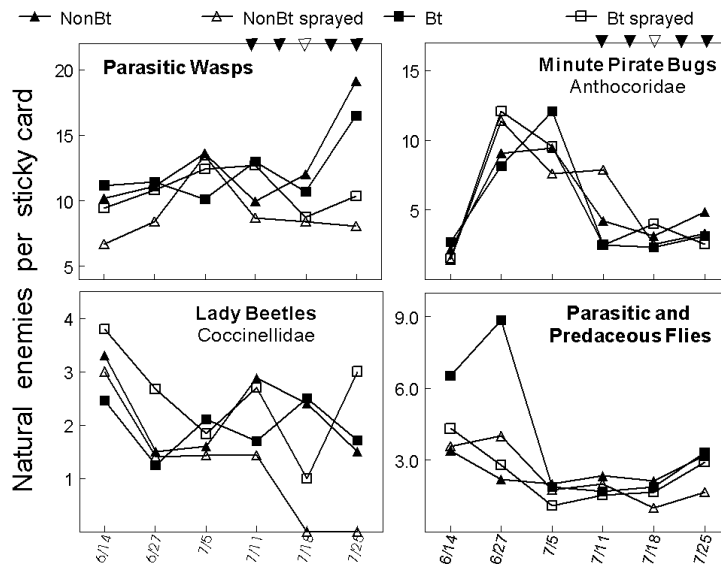 NonBt NonBt sprayed Bt Bt sprayed
Natural enemies per sticky card
Parasitic Wasps
20
15
10
5
Minute Pirate Bugs
Anthocoridae
15
10
5
Lady Beetles
Coccinellidae
4
3
2
1
6/14 6/27 7/5 7/11 7/18 7/25
Parasitic and
Predaceous Flies
9.0
6.0
3.0
6/14 6/27 7/5 7/11 7/18 7/25